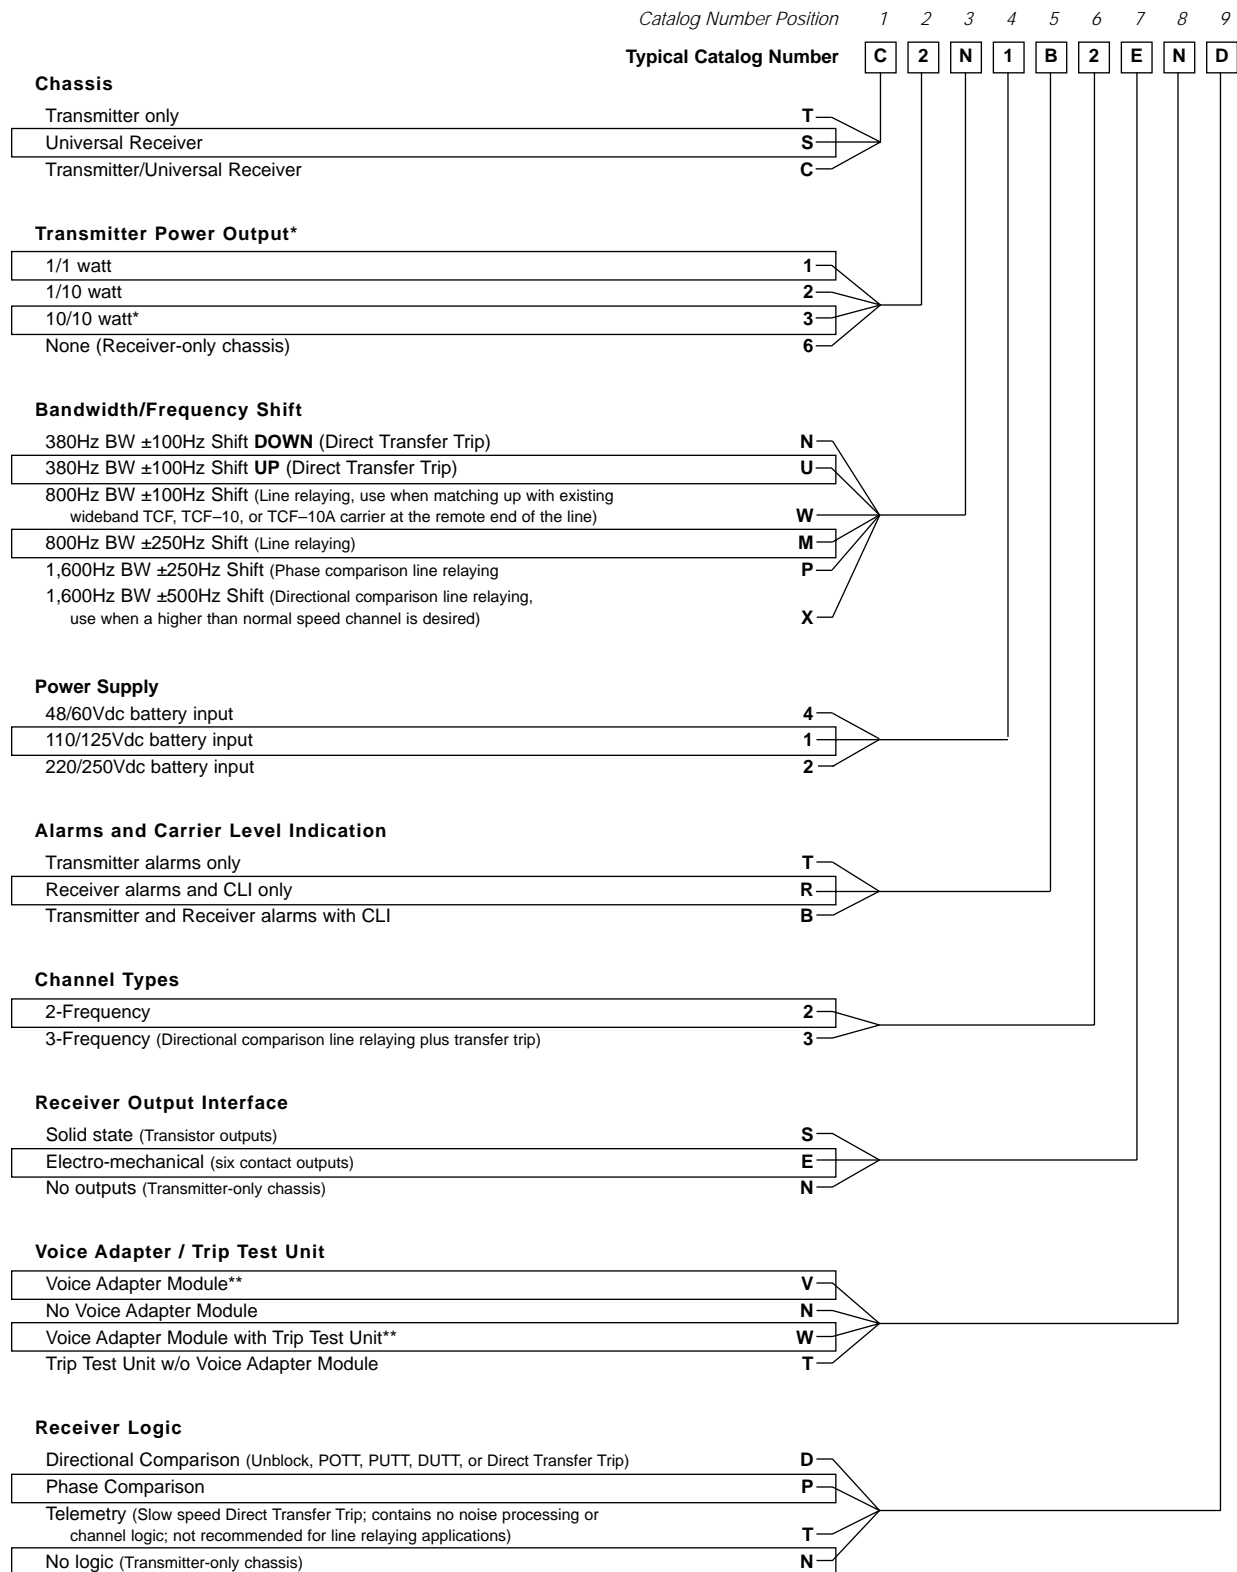 Catalog Number Position 1 2 3 4 5 6 7 8 9
Typical Catalog Number C 2 N 1 B 2 E N D
Chassis
Transmitter only T
Universal Receiver S
Transmitter/Universal Receiver C
Transmitter Power Output*
1/1 watt 1
1/10 watt 2
10/10 watt* 3
None (Receiver-only chassis) 6
Bandwidth/Frequency Shift
380Hz BW ±100Hz Shift DOWN (Direct Transfer Trip) N
380Hz BW ±100Hz Shift UP (Direct Transfer Trip) U
800Hz BW ±100Hz Shift (Line relaying, use when matching up with existing
wideband TCF, TCF–10, or TCF–10A carrier at the remote end of the line) W
800Hz BW ±250Hz Shift (Line relaying) M
1,600Hz BW ±250Hz Shift (Phase comparison line relaying P
1,600Hz BW ±500Hz Shift (Directional comparison line relaying,
use when a higher than normal speed channel is desired) X
Power Supply
48/60Vdc battery input 4
110/125Vdc battery input 1
220/250Vdc battery input 2
Alarms and Carrier Level Indication
Transmitter alarms only T
Receiver alarms and CLI only R
Transmitter and Receiver alarms with CLI B
Channel Types
2-Frequency 2
3-Frequency (Directional comparison line relaying plus transfer trip) 3
Receiver Output Interface
Solid state (Transistor outputs) S
Electro-mechanical (six contact outputs) E
No outputs (Transmitter-only chassis) N
Voice Adapter / Trip Test Unit
Voice Adapter Module** V
No Voice Adapter Module N
Voice Adapter Module with Trip Test Unit** W
Trip Test Unit w/o Voice Adapter Module T
Receiver Logic
Directional Comparison (Unblock, POTT, PUTT, DUTT, or Direct Transfer Trip) D
Phase Comparison P
Telemetry (Slow speed Direct Transfer Trip; contains no noise processing or
channel logic; not recommended for line relaying applications) T
No logic (Transmitter-only chassis) N